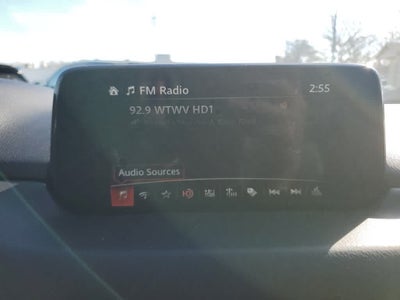 FM Radio 2:55
92.9 WTWV HD1
Audio Sources